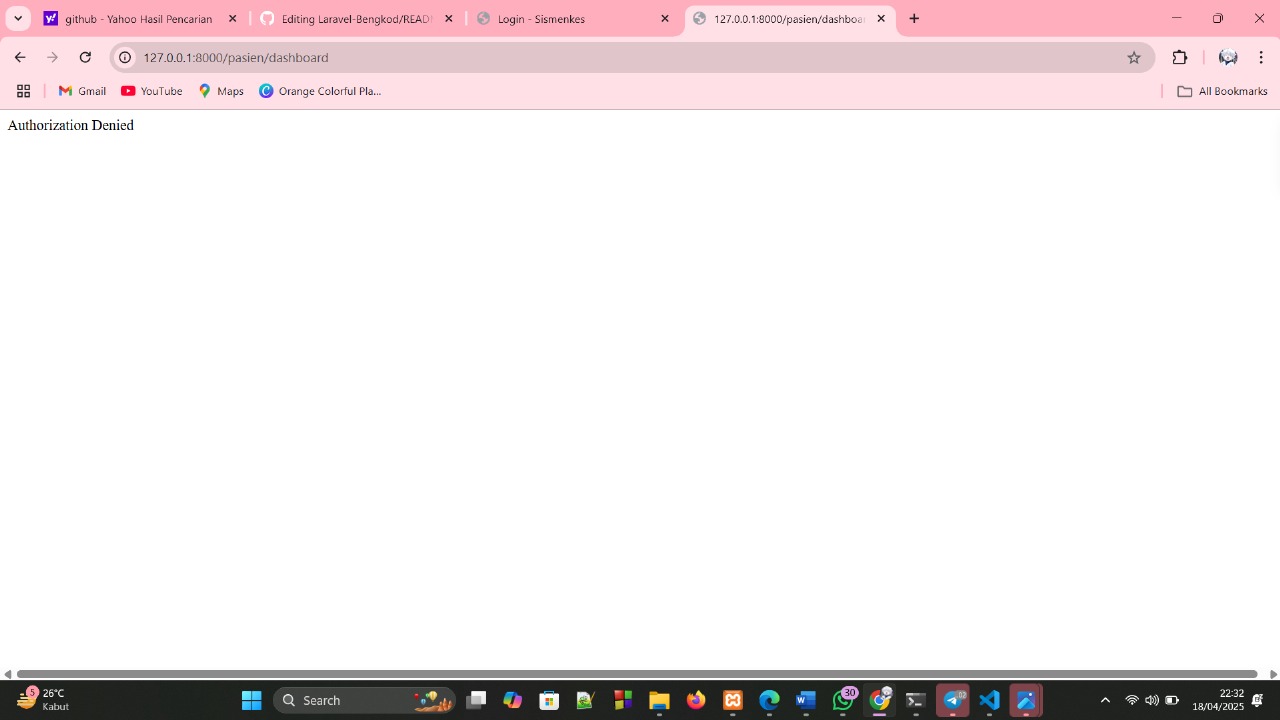 github - Yahoo Hasil Pencarian
Editing Laravel-Bengkod/READ
Login - Sismenkes
127.0.0.1:8000/pasien/dashboa
127.0.0.1:8000/pasien/dashboard
Gmail
YouTube
Maps
Orange Colorful Pla...
All Bookmarks
Authorization Denied
5
26°C
Kabut
Search
30
02
22:32
18/04/2025